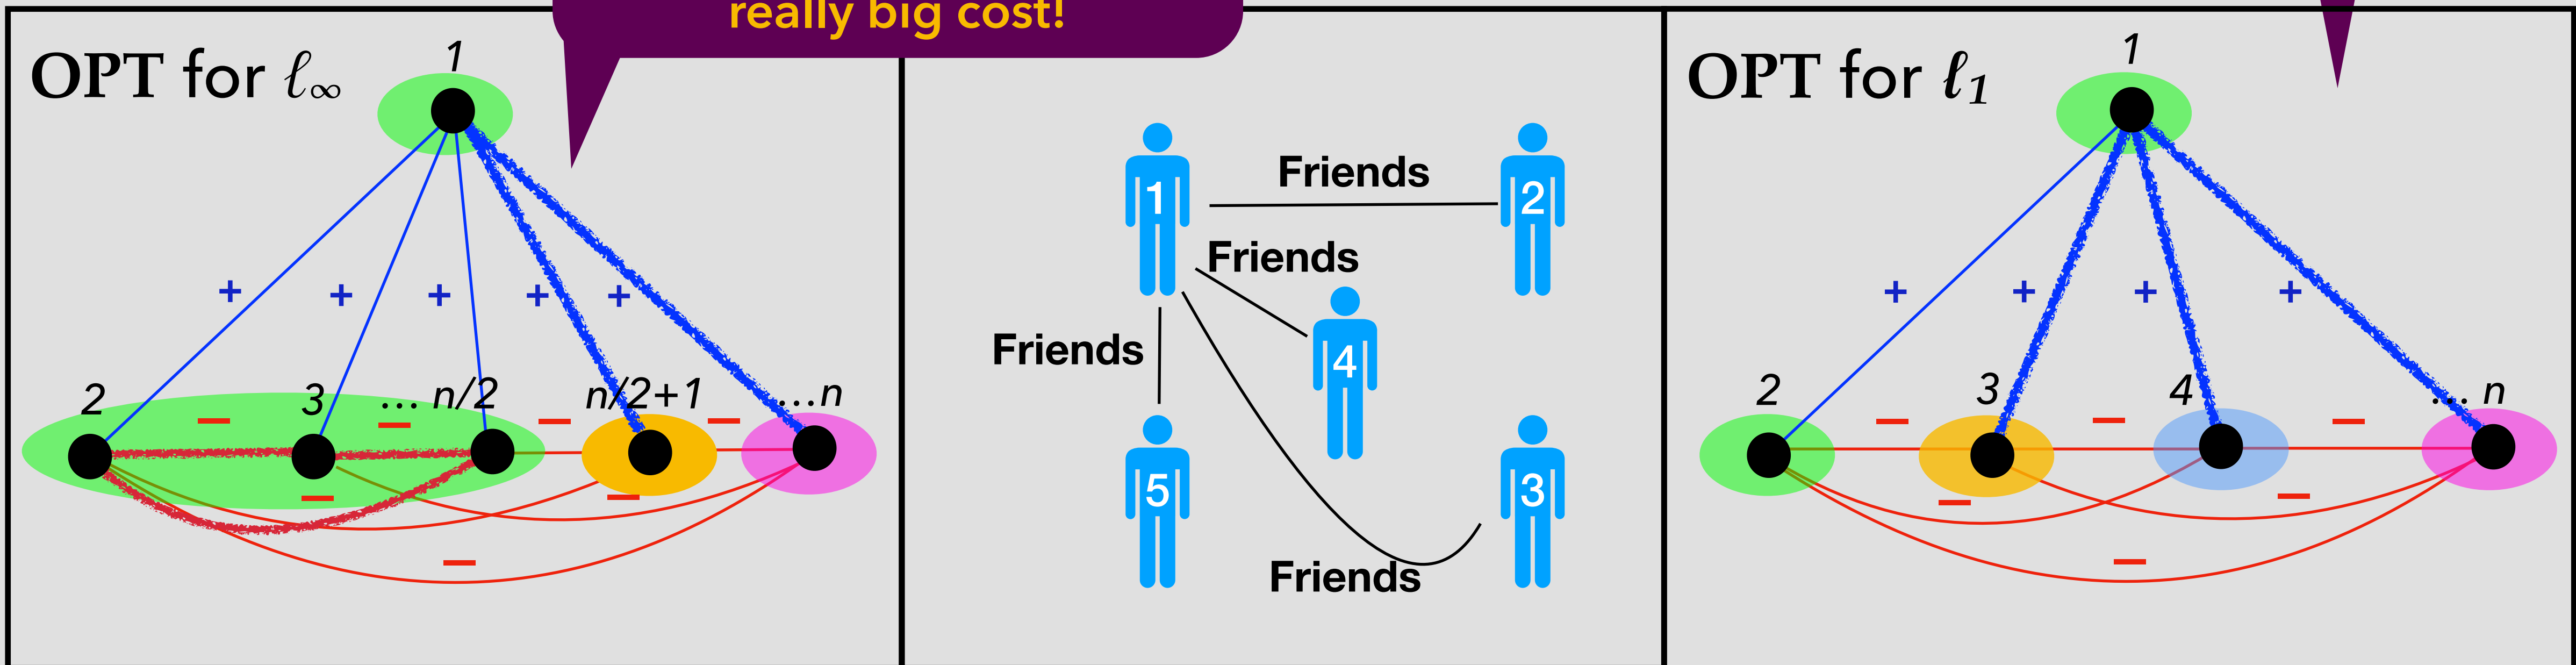 really big cost!
OPT for ℓ∞
1
+ + + + +
2 3 ... n/2 n/2+1 ...n
− − − −
− −
−
1 Friends 2
Friends
4
Friends
5 3
Friends
OPT for ℓ1
1
+ + + +
2 3 4 ... n
− − −
− −
−